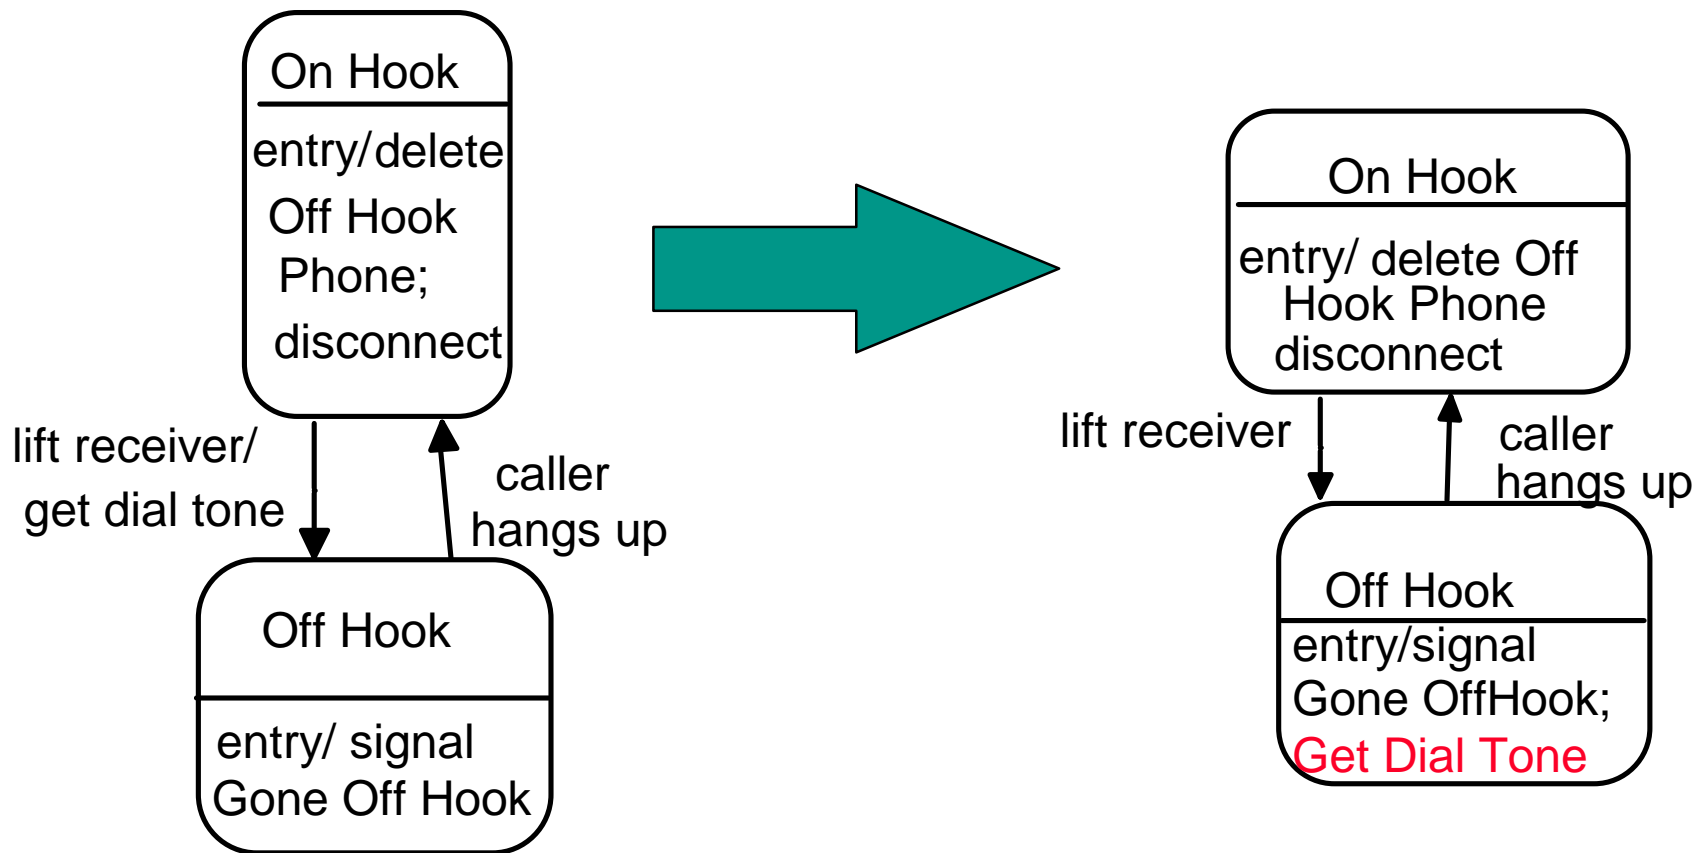 On Hook
entry/delete
Off Hook
Phone;
disconnect
lift receiver/
get dial tone
caller
hangs up
Off Hook
entry/ signal
Gone Off Hook
On Hook
entry/ delete Off
Hook Phone
disconnect
lift receiver
caller
hangs up
Off Hook
entry/signal
Gone OffHook;
Get Dial Tone